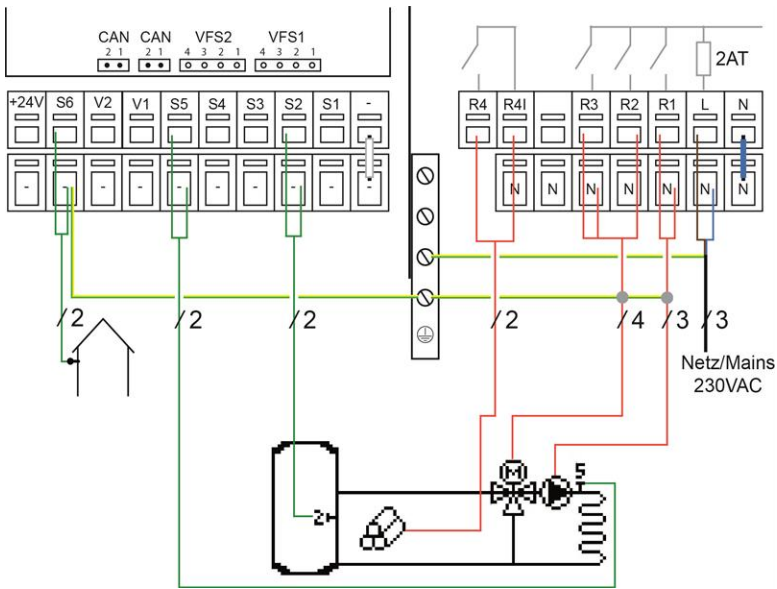 CAN CAN VFS2 VFS1
2 1 2 1 4 3 2 1 4 3 2 1
2AT
+24V S6 V2 V1 S5 S4 S3 S2 S1 - R4 R4I R3 R2 R1 L N
- - - - - - - - - - N N N N N N N
/2 /2 /2 /2 /4 /3 /3
Netz/Mains
230VAC
M
S
2